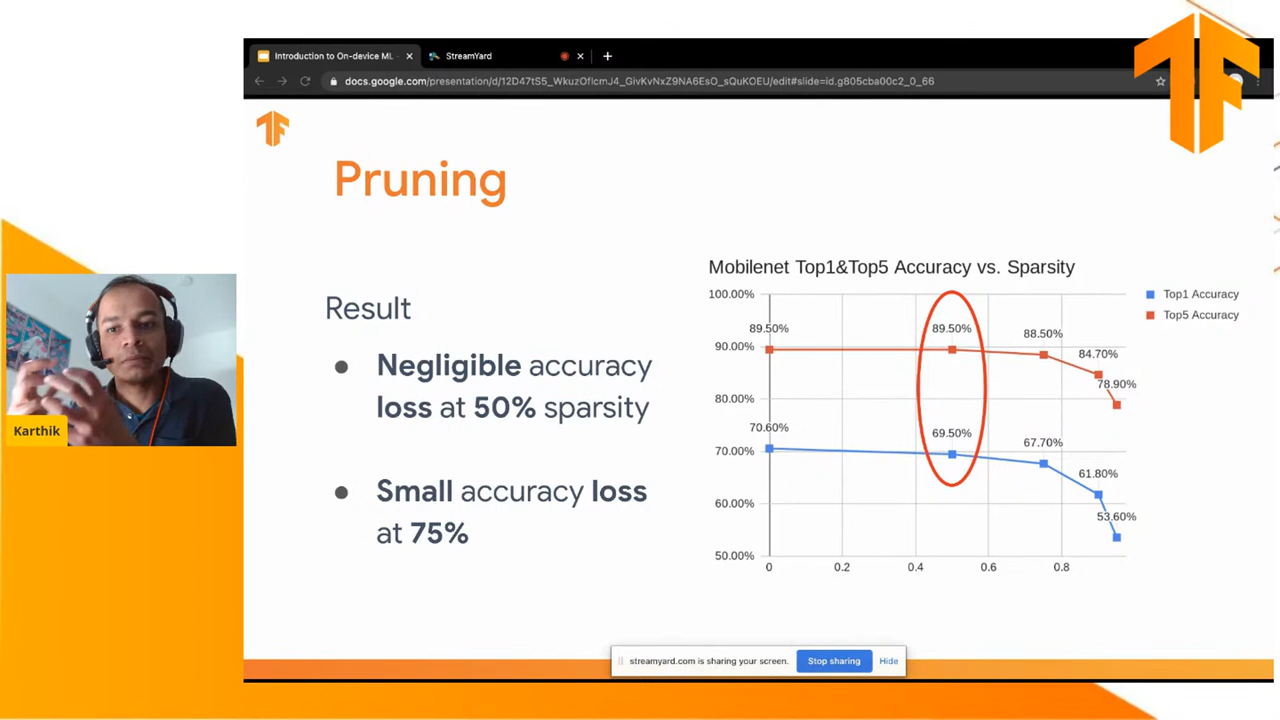 Introduction to On-device ML -
StreamYard
docs.google.com/presentation/d/12D47tS5_WkuzOfIcmJ4_GivKvNxZ9NA6EsO_sQuKOEU/edit#slide=id.g805cba00c2_0_66
Pruning
Result
Negligible accuracy
loss at 50% sparsity
Small accuracy loss
at 75%
Mobilenet Top1&Top5 Accuracy vs. Sparsity
Top1 Accuracy
Top5 Accuracy
100.00%
90.00%
80.00%
70.00%
60.00%
50.00%
89.50%
89.50%
88.50%
84.70%
78.90%
70.60%
69.50%
67.70%
61.80%
53.60%
0
0.2
0.4
0.6
0.8
Karthik
streamyard.com is sharing your screen.
Stop sharing
Hide